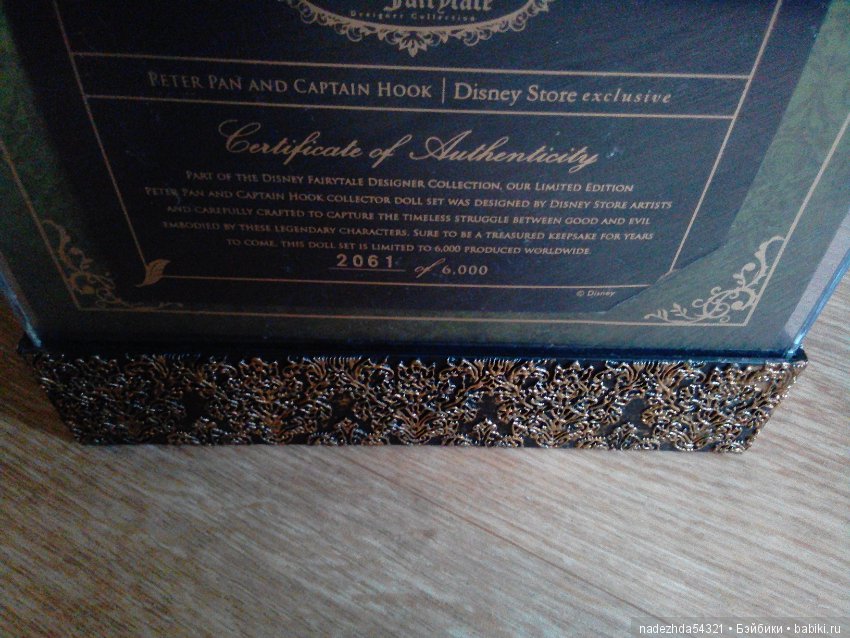 Fairytale
Designer Collection
PETER PAN AND CAPTAIN HOOK | Disney Store exclusive
Certificate of Authenticity
PART OF THE DISNEY FAIRYTALE DESIGNER COLLECTION, OUR LIMITED EDITION
PETER PAN AND CAPTAIN HOOK COLLECTOR DOLL SET WAS DESIGNED BY DISNEY STORE ARTISTS
AND CAREFULLY CRAFTED TO CAPTURE THE TIMELESS STRUGGLE BETWEEN GOOD AND EVIL
EMBODIED BY THESE LEGENDARY CHARACTERS. SURE TO BE A TREASURED KEEPSAKE FOR YEARS
TO COME, THIS DOLL SET IS LIMITED TO 6,000 PRODUCED WORLDWIDE.
2061 of 6,000
© Disney
nadezhda54321 • Бэйбики • babiki.ru